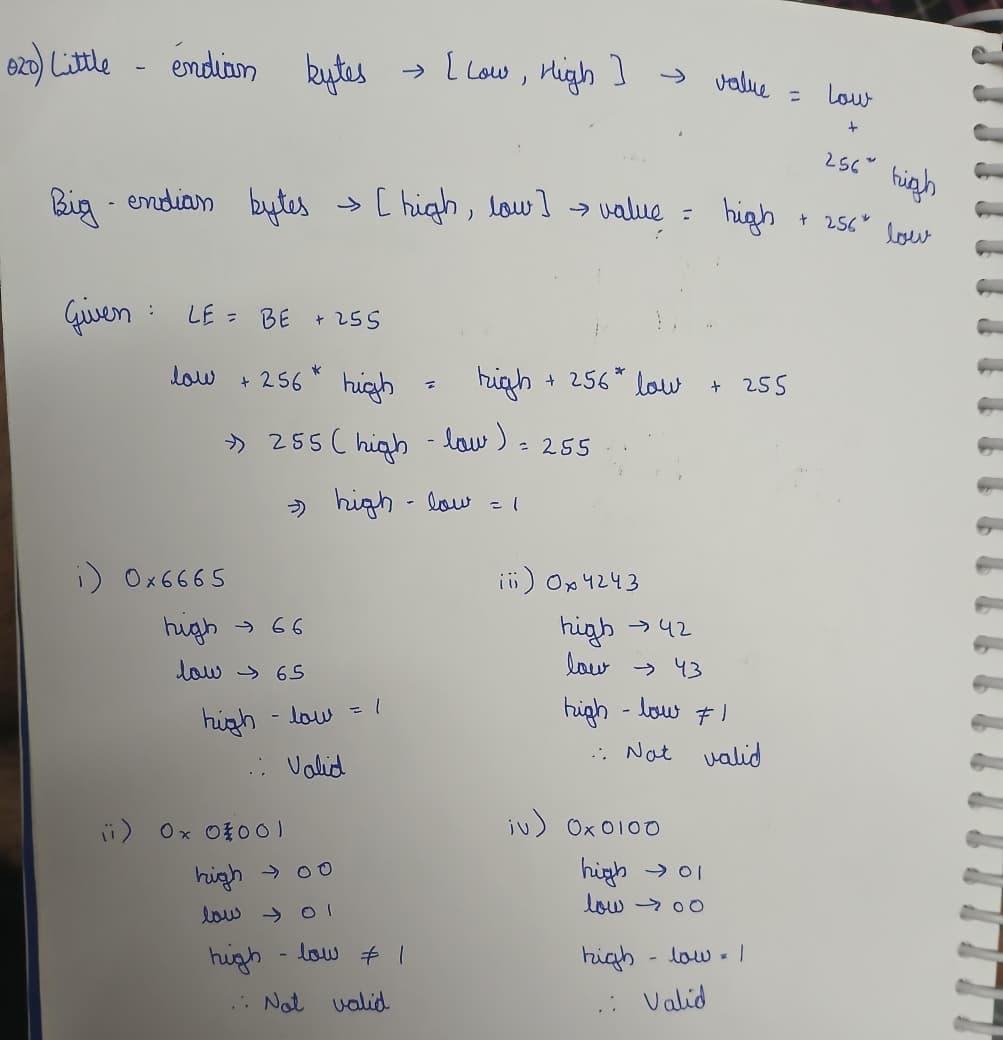 Q20) Little - endian bytes → [Low, High] → value = low + 256* high
Big - endian bytes → [high, low] → value = high + 256* low
Given : LE = BE + 255
low + 256* high = high + 256* low + 255
⇒ 255 (high - low) = 255
⇒ high - low = 1
i) 0x6665
high → 66
low → 65
high - low = 1
∴ Valid
ii) 0x0001
high → 00
low → 01
high - low ≠ 1
∴ Not valid
iii) 0x4243
high → 42
low → 43
high - low ≠ 1
∴ Not valid
iv) 0x0100
high → 01
low → 00
high - low = 1
∴ Valid